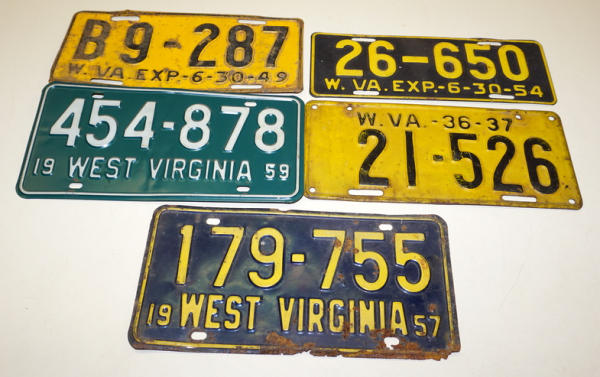 B9-287
W. VA. EXP.-6-30-49
26-650
W. VA. EXP.-6-30-54
454-878
19 WEST VIRGINIA 59
W. VA. -36-37
21-526
179-755
19 WEST VIRGINIA 57